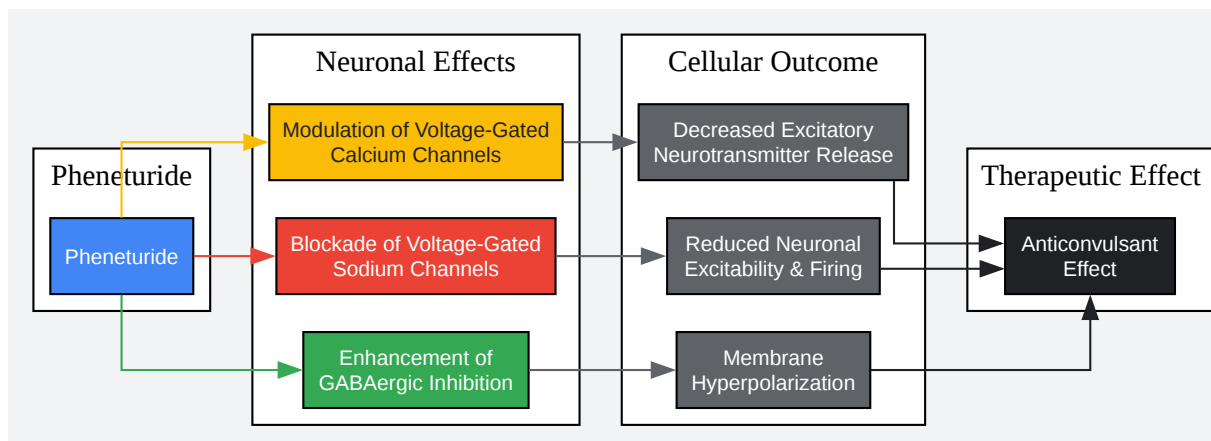 Pheneturide
Pheneturide
Neuronal Effects
Modulation of Voltage-Gated
Calcium Channels
Blockade of Voltage-Gated
Sodium Channels
Enhancement of
GABAergic Inhibition
Cellular Outcome
Decreased Excitatory
Neurotransmitter Release
Reduced Neuronal
Excitability & Firing
Membrane
Hyperpolarization
Therapeutic Effect
Anticonvulsant
Effect